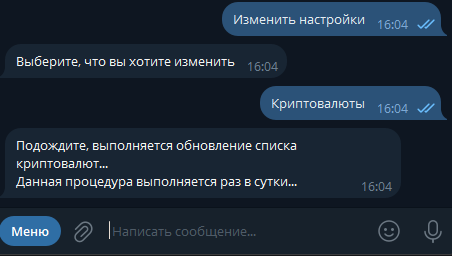 Изменить настройки 16:04
Выберите, что вы хотите изменить 16:04
Криптовалюты 16:04
Подождите, выполняется обновление списка
криптовалют...
Данная процедура выполняется раз в сутки...
16:04
Меню Написать сообщение...